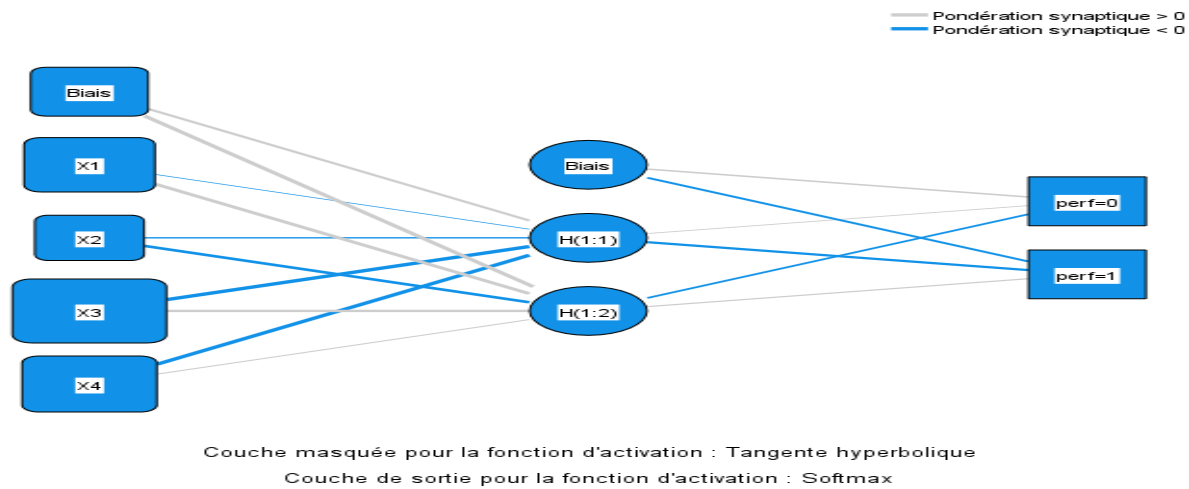 Pondération synaptique > 0
Pondération synaptique < 0
Biais
X1
X2
X3
X4
Biais
H(1:1)
H(1:2)
perf=0
perf=1
Couche masquée pour la fonction d'activation : Tangente hyperbolique
Couche de sortie pour la fonction d'activation : Softmax